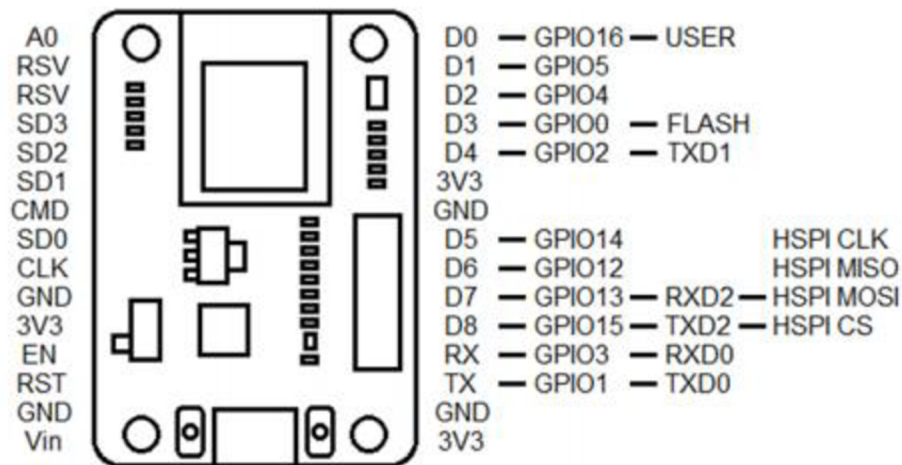 A0
RSV
RSV
SD3
SD2
SD1
CMD
SD0
CLK
GND
3V3
EN
RST
GND
Vin
D0 — GPIO16 — USER
D1 — GPIO5
D2 — GPIO4
D3 — GPIO0 — FLASH
D4 — GPIO2 — TXD1
3V3
GND
D5 — GPIO14 HSPI CLK
D6 — GPIO12 HSPI MISO
D7 — GPIO13 — RXD2 — HSPI MOSI
D8 — GPIO15 — TXD2 — HSPI CS
RX — GPIO3 — RXD0
TX — GPIO1 — TXD0
GND
3V3